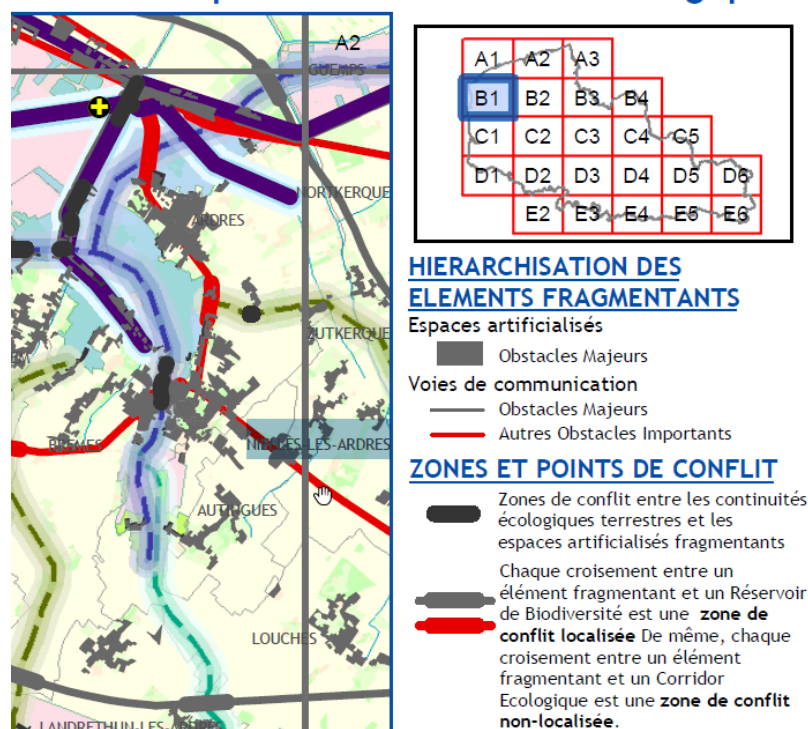 A2
GUEMPS
NORTKERQUE
ARDRES
ZUTKERQUE
BREMES
NIELLES-LES-ARDRES
AUTINGUES
LOUCHES
LANDRETHUN-LES-ARDRES
A1 A2 A3
B1 B2 B3 B4
C1 C2 C3 C4 C5
D1 D2 D3 D4 D5 D6
E2 E3 E4 E5 E6
HIERARCHISATION DES
ELEMENTS FRAGMENTANTS
Espaces artificialisés
Obstacles Majeurs
Voies de communication
Obstacles Majeurs
Autres Obstacles Importants
ZONES ET POINTS DE CONFLIT
Zones de conflit entre les continuités
écologiques terrestres et les
espaces artificialisés fragmentants
Chaque croisement entre un
élément fragmentant et un Réservoir
de Biodiversité est une zone de
conflit localisée De même, chaque
croisement entre un élément
fragmentant et un Corridor
Ecologique est une zone de conflit
non-localisée.